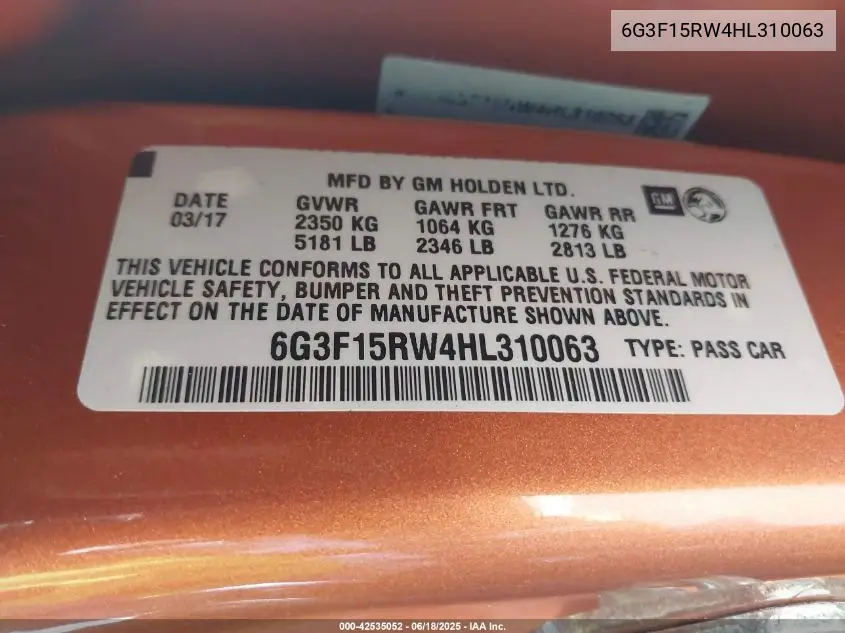 6G3F15RW4HL310063
MFD BY GM HOLDEN LTD.
DATE
03/17
GVWR
2350 KG
5181 LB
GAWR FRT
1064 KG
2346 LB
GAWR RR
1276 KG
2813 LB
GM
THIS VEHICLE CONFORMS TO ALL APPLICABLE U.S. FEDERAL MOTOR
VEHICLE SAFETY, BUMPER AND THEFT PREVENTION STANDARDS IN
EFFECT ON THE DATE OF MANUFACTURE SHOWN ABOVE.
6G3F15RW4HL310063 TYPE: PASS CAR
000-42535052 - 06/18/2025 - IAA Inc.